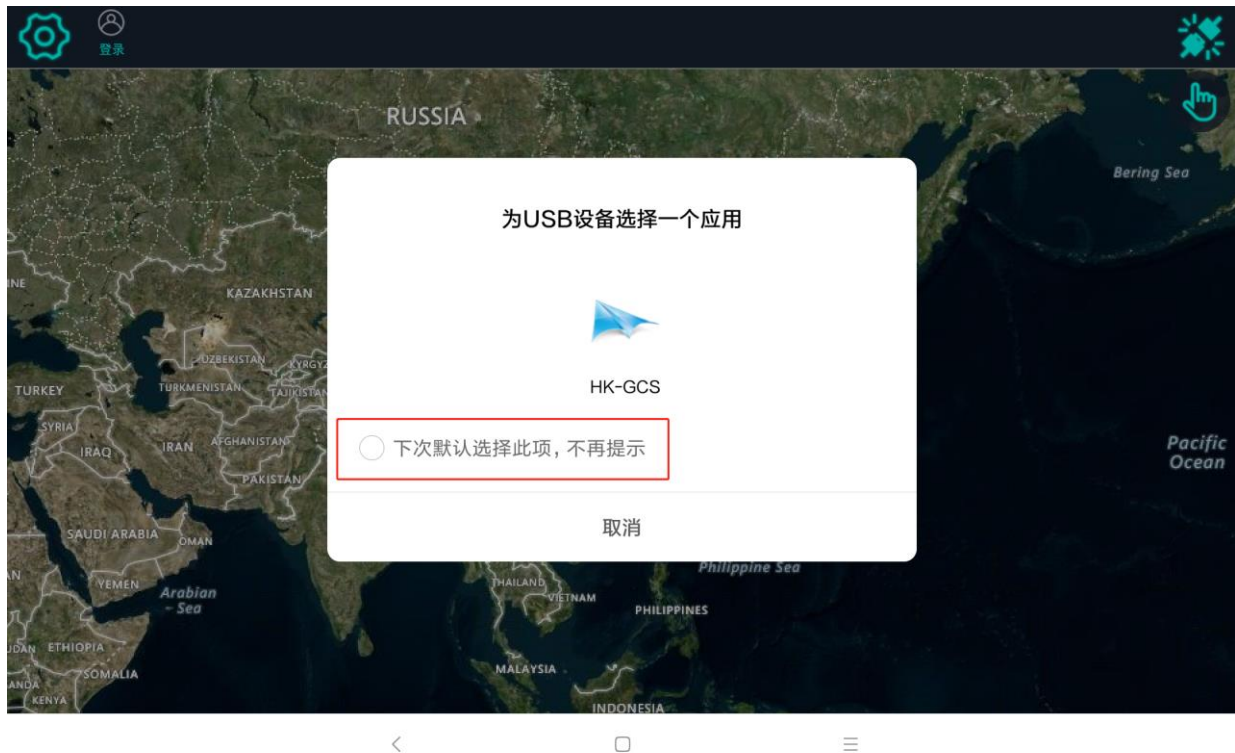 登录
RUSSIA
Bering Sea
为USB设备选择一个应用
KAZAKHSTAN
UZBEKISTAN
HK-GCS
TURKEY
TURKMENISTAN
SYRIA
下次默认选择此项，不再提示
IRAQ
IRAN
AFGHANISTAN
Pacific
Ocean
PAKISTAN
取消
SAUDI ARABIA
OMAN
Philippine Sea
YEMEN
Arabian
Sea
THAILAND
VIETNAM
PHILIPPINES
ETHIOPIA
SOMALIA
MALAYSIA
KENYA
INDONESIA